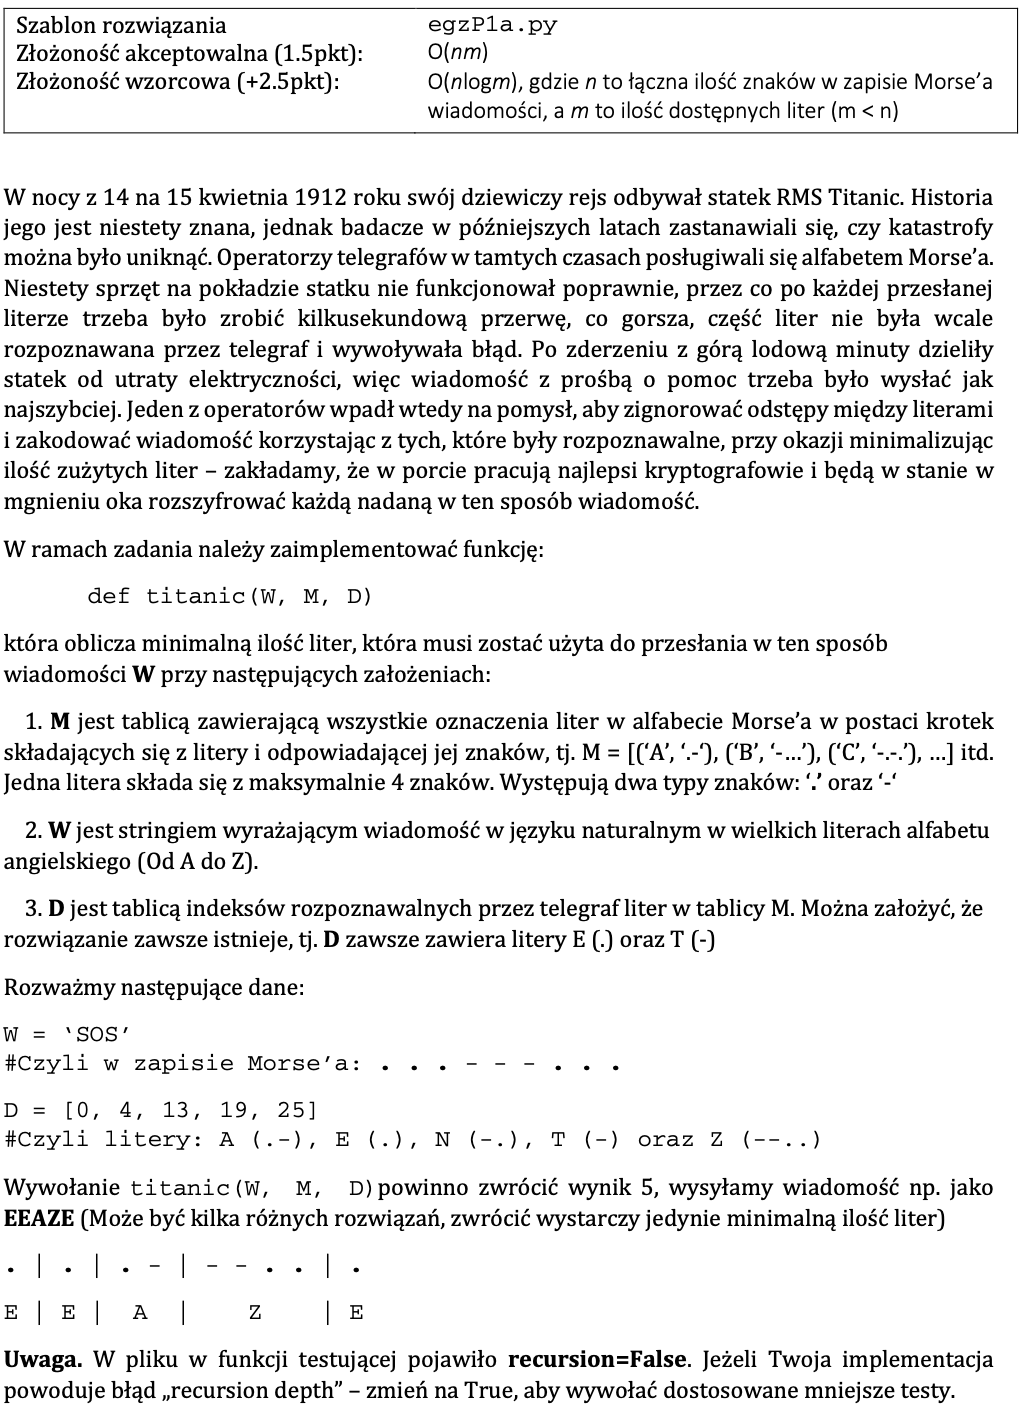 Szablon rozwiązania egzP1a.py
Złożoność akceptowalna (1.5pkt): O(nm)
Złożoność wzorcowa (+2.5pkt): O(nlogm), gdzie n to łączna ilość znaków w zapisie Morse’a
wiadomości, a m to ilość dostępnych liter (m < n)
W nocy z 14 na 15 kwietnia 1912 roku swój dziewiczy rejs odbywał statek RMS Titanic. Historia
jego jest niestety znana, jednak badacze w późniejszych latach zastanawiali się, czy katastrofy
można było uniknąć. Operatorzy telegrafów w tamtych czasach posługiwali się alfabetem Morse’a.
Niestety sprzęt na pokładzie statku nie funkcjonował poprawnie, przez co po każdej przesłanej
literze trzeba było zrobić kilkusekundową przerwę, co gorsza, część liter nie była wcale
rozpoznawana przez telegraf i wywoływała błąd. Po zderzeniu z górą lodową minuty dzieliły
statek od utraty elektryczności, więc wiadomość z prośbą o pomoc trzeba było wysłać jak
najszybciej. Jeden z operatorów wpadł wtedy na pomysł, aby zignorować odstępy między literami
i zakodować wiadomość korzystając z tych, które były rozpoznawalne, przy okazji minimalizując
ilość zużytych liter – zakładamy, że w porcie pracują najlepsi kryptografowie i będą w stanie w
mgnieniu oka rozszyfrować każdą nadaną w ten sposób wiadomość.
W ramach zadania należy zaimplementować funkcję:
def titanic(W, M, D)
która oblicza minimalną ilość liter, która musi zostać użyta do przesłania w ten sposób
wiadomości W przy następujących założeniach:
1. M jest tablicą zawierającą wszystkie oznaczenia liter w alfabecie Morse’a w postaci krotek
składających się z litery i odpowiadającej jej znaków, tj. M = [(‘A’, ‘.-‘), (‘B’, ‘-…’), (‘C’, ‘-.-.’), …] itd.
Jedna litera składa się z maksymalnie 4 znaków. Występują dwa typy znaków: ‘.’ oraz ‘-‘
2. W jest stringiem wyrażającym wiadomość w języku naturalnym w wielkich literach alfabetu
angielskiego (Od A do Z).
3. D jest tablicą indeksów rozpoznawalnych przez telegraf liter w tablicy M. Można założyć, że
rozwiązanie zawsze istnieje, tj. D zawsze zawiera litery E (.) oraz T (-)
Rozważmy następujące dane:
W = ‘SOS’
#Czyli w zapisie Morse’a: . . . - - - . . .
D = [0, 4, 13, 19, 25]
#Czyli litery: A (.-), E (.), N (-.), T (-) oraz Z (--..)
Wywołanie titanic(W, M, D)powinno zwrócić wynik 5, wysyłamy wiadomość np. jako
EEAZE (Może być kilka różnych rozwiązań, zwrócić wystarczy jedynie minimalną ilość liter)
. | . | . - | - - . . | .
E | E | A | Z | E
Uwaga. W pliku w funkcji testującej pojawiło recursion=False. Jeżeli Twoja implementacja
powoduje błąd „recursion depth” – zmień na True, aby wywołać dostosowane mniejsze testy.